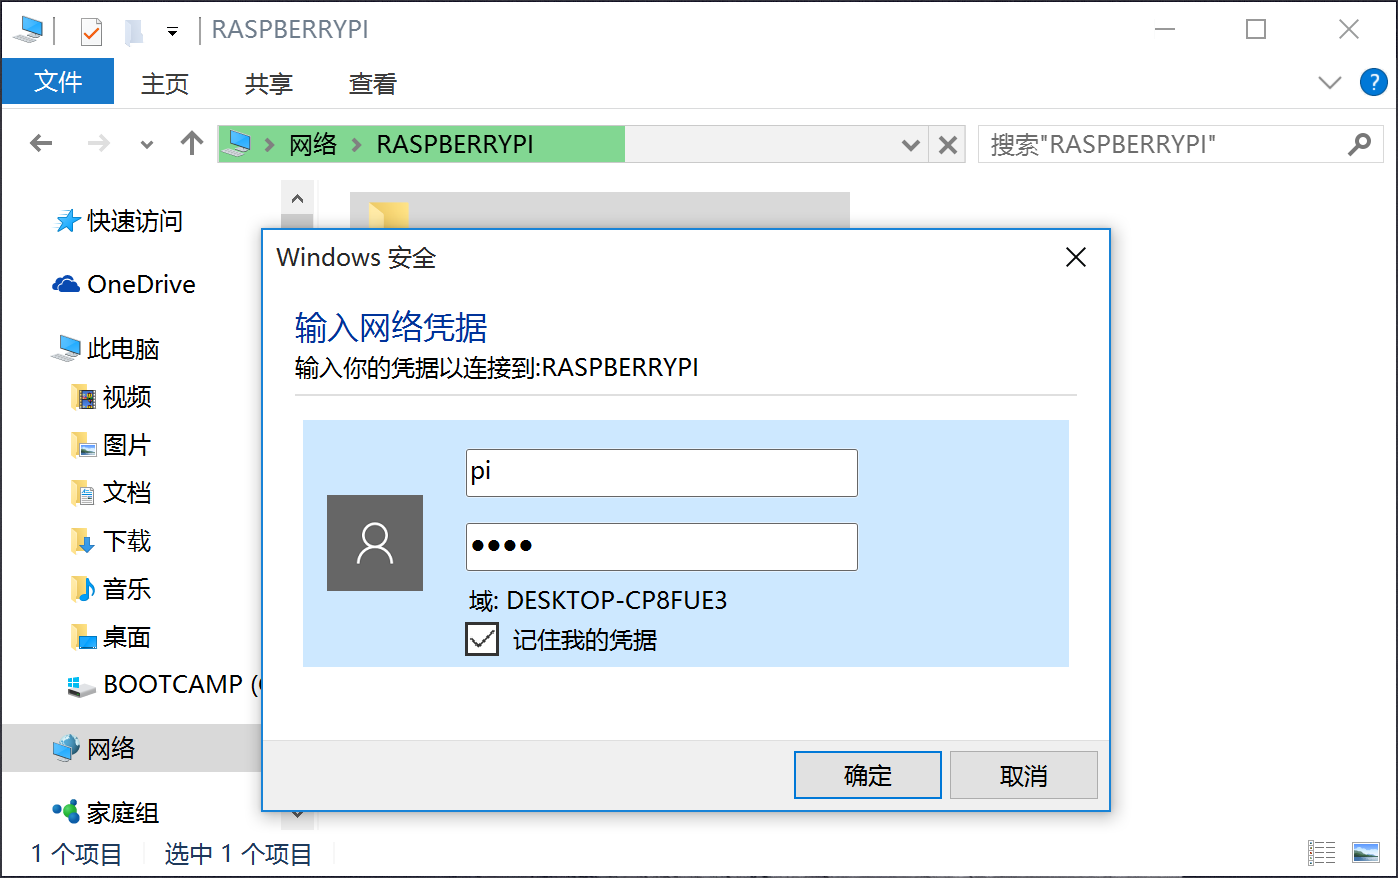 RASPBERRYPI
文件 主页 共享 查看
网络 RASPBERRYPI
搜索"RASPBERRYPI"
快速访问
OneDrive
此电脑
视频
图片
文档
下载
音乐
桌面
BOOTCAMP (
网络
家庭组
1 个项目 选中 1 个项目
Windows 安全
输入网络凭据
输入你的凭据以连接到:RASPBERRYPI
pi
••••
域: DESKTOP-CP8FUE3
记住我的凭据
确定 取消